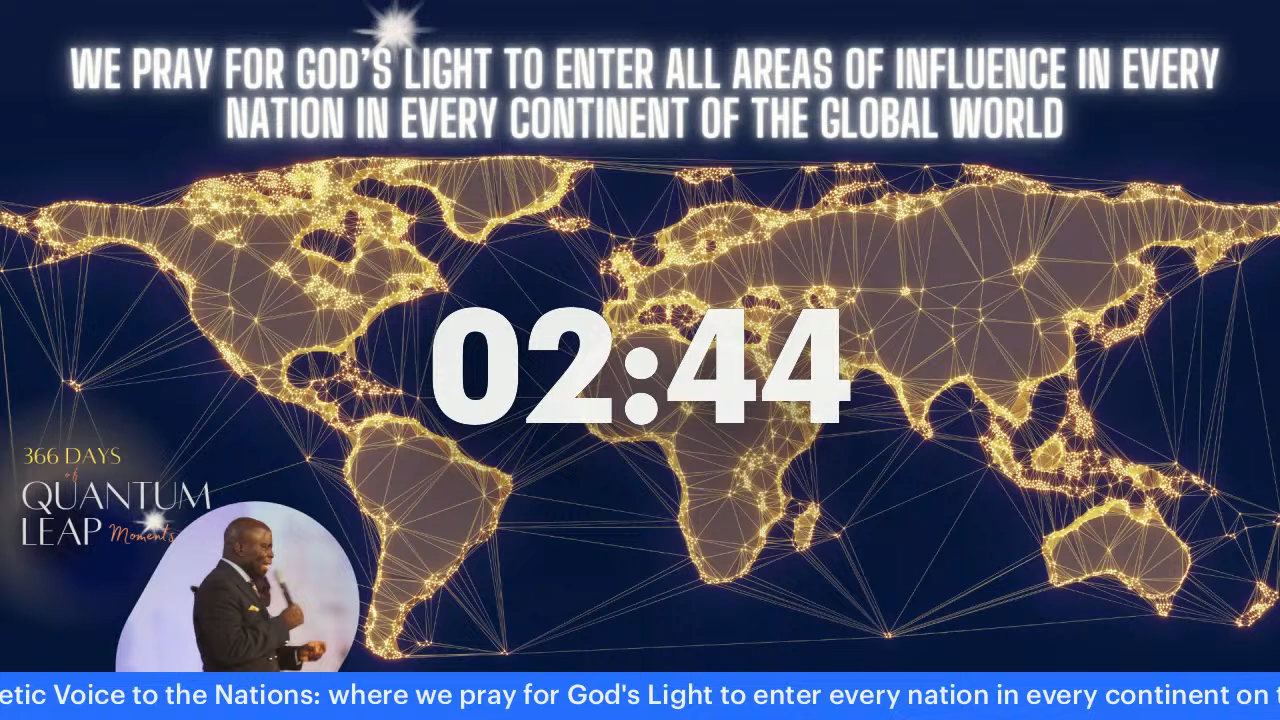 WE PRAY FOR GOD'S LIGHT TO ENTER ALL AREAS OF INFLUENCE IN EVERY
NATION IN EVERY CONTINENT OF THE GLOBAL WORLD
02:44
366 DAYS
of
QUANTUM
LEAP Moments
etic Voice to the Nations: where we pray for God's Light to enter every nation in every continent on